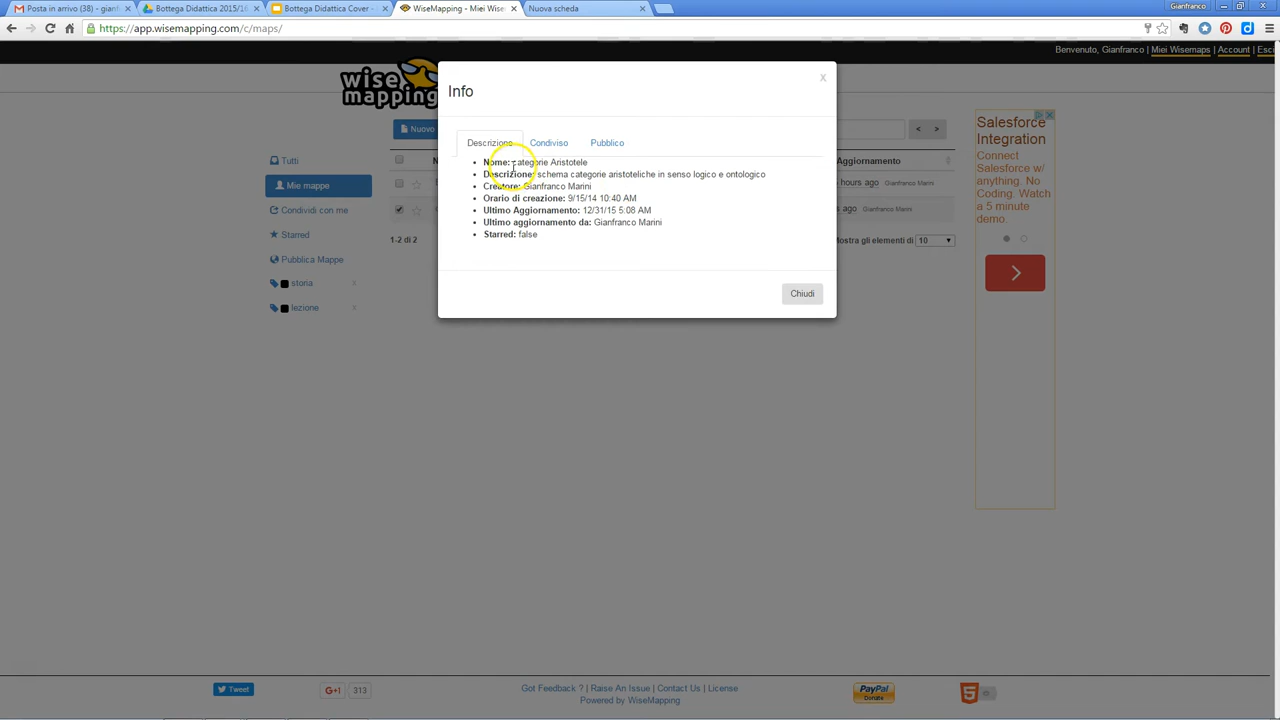 Posta in arrivo (38) - gianf
Bottega Didattica 2015/16
Bottega Didattica Cover -
WiseMapping - Miei Wise
Nuova scheda
Gianfranco
https://app.wisemapping.com/c/maps/
Benvenuto, Gianfranco | Miei Wisemaps | Account | Esci
wise
mapping
Info
x
Nuovo
Descrizione
Condiviso
Pubblico
< >
Salesforce
Integration
Connect
Salesforce w/
anything. No
Coding. Need
a 5 minute
demo.
Tutti
Mie mappe
Condividi con me
Starred
Pubblica Mappe
storia x
lezione x
Nome: categorie Aristotele
Descrizione: schema categorie aristoteliche in senso logico e ontologico
Creatore: Gianfranco Marini
Orario di creazione: 9/15/14 10:40 AM
Ultimo Aggiornamento: 12/31/15 5:08 AM
Ultimo aggiornamento da: Gianfranco Marini
Starred: false
Aggiornamento
hours ago Gianfranco Marini
ago Gianfranco Marini
1-2 di 2
ostra gli elementi di 10
Chiudi
Tweet
G+1 313
Got Feedback ? | Raise An Issue | Contact Us | License
Powered by WiseMapping
PayPal
Donate